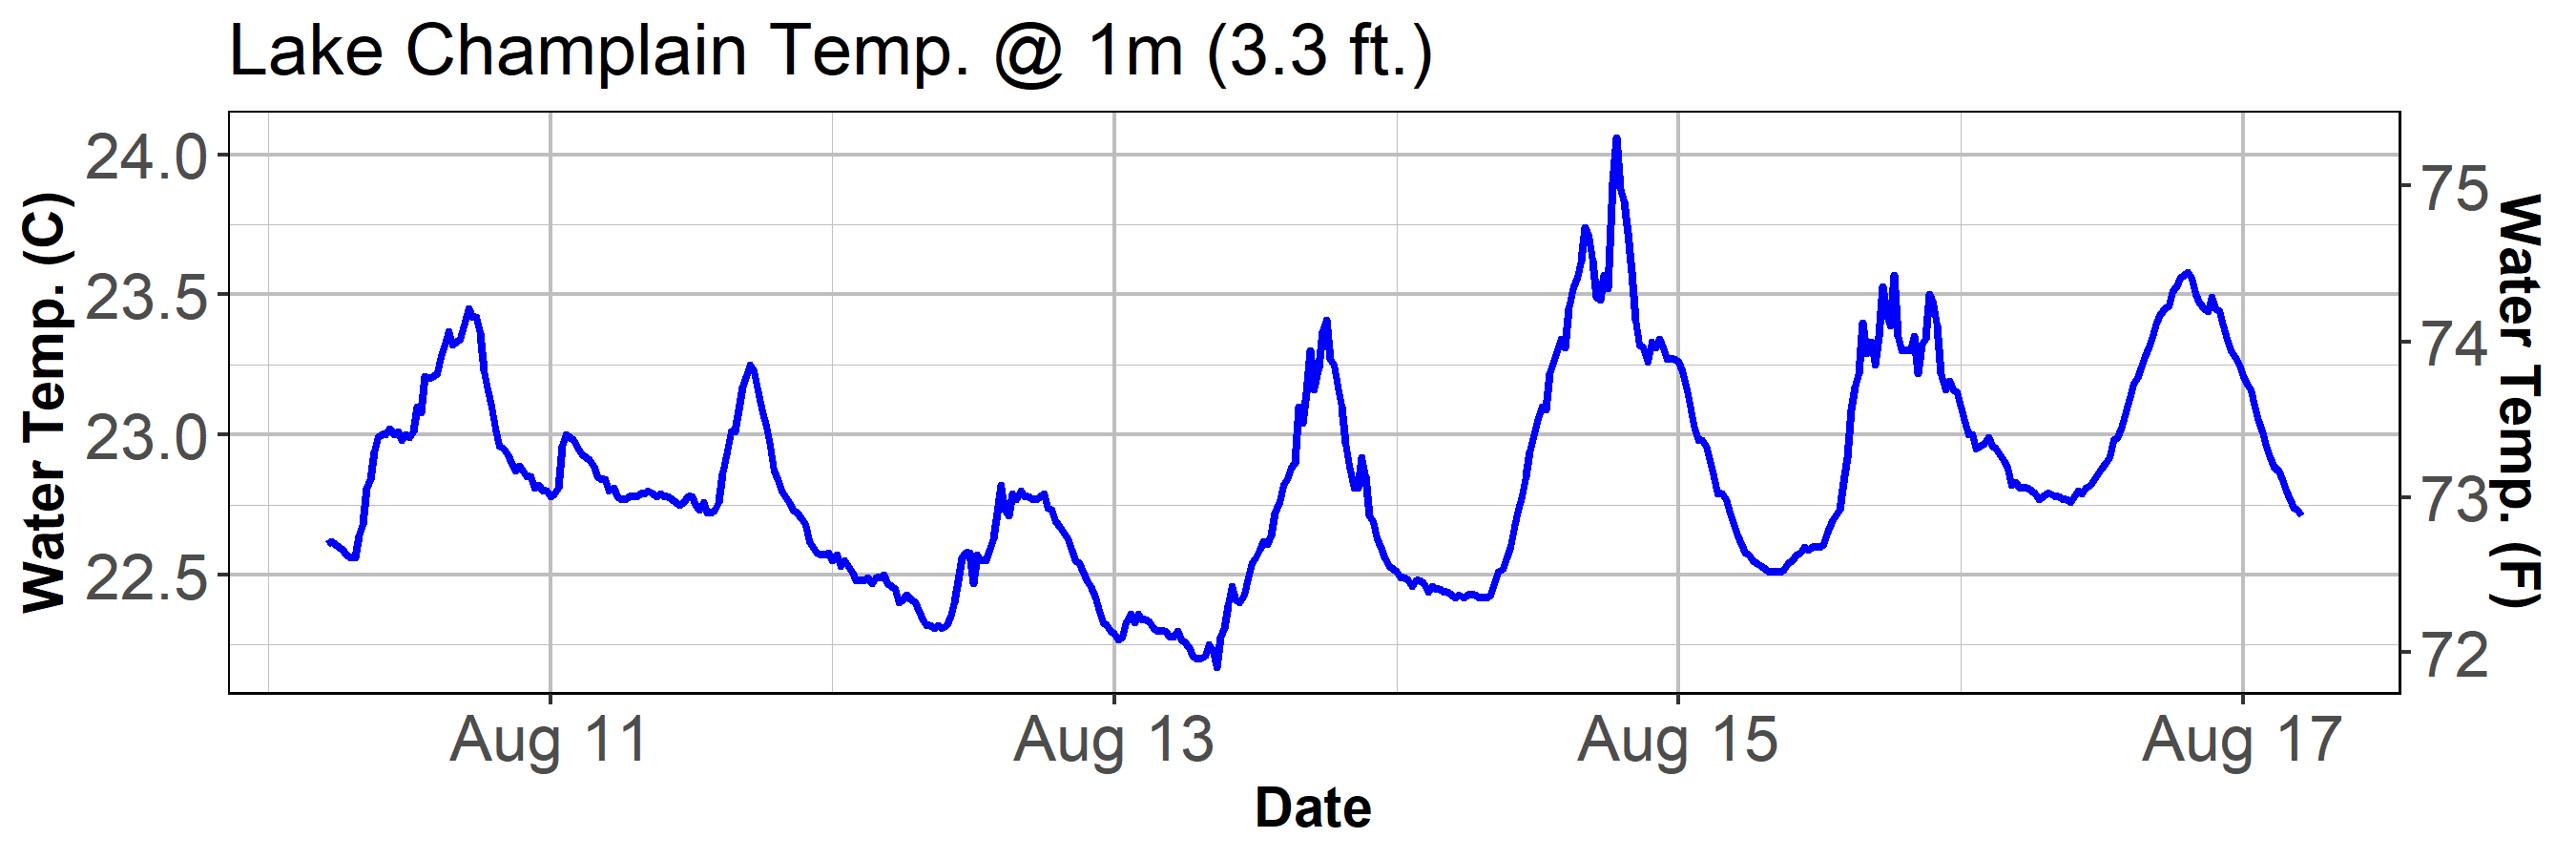 Lake Champlain Temp. @ 1m (3.3 ft.)
Water Temp. (C)
24.0
23.5
23.0
22.5
75
74
73
72
Water Temp. (F)
Aug 11
Aug 13
Aug 15
Aug 17
Date